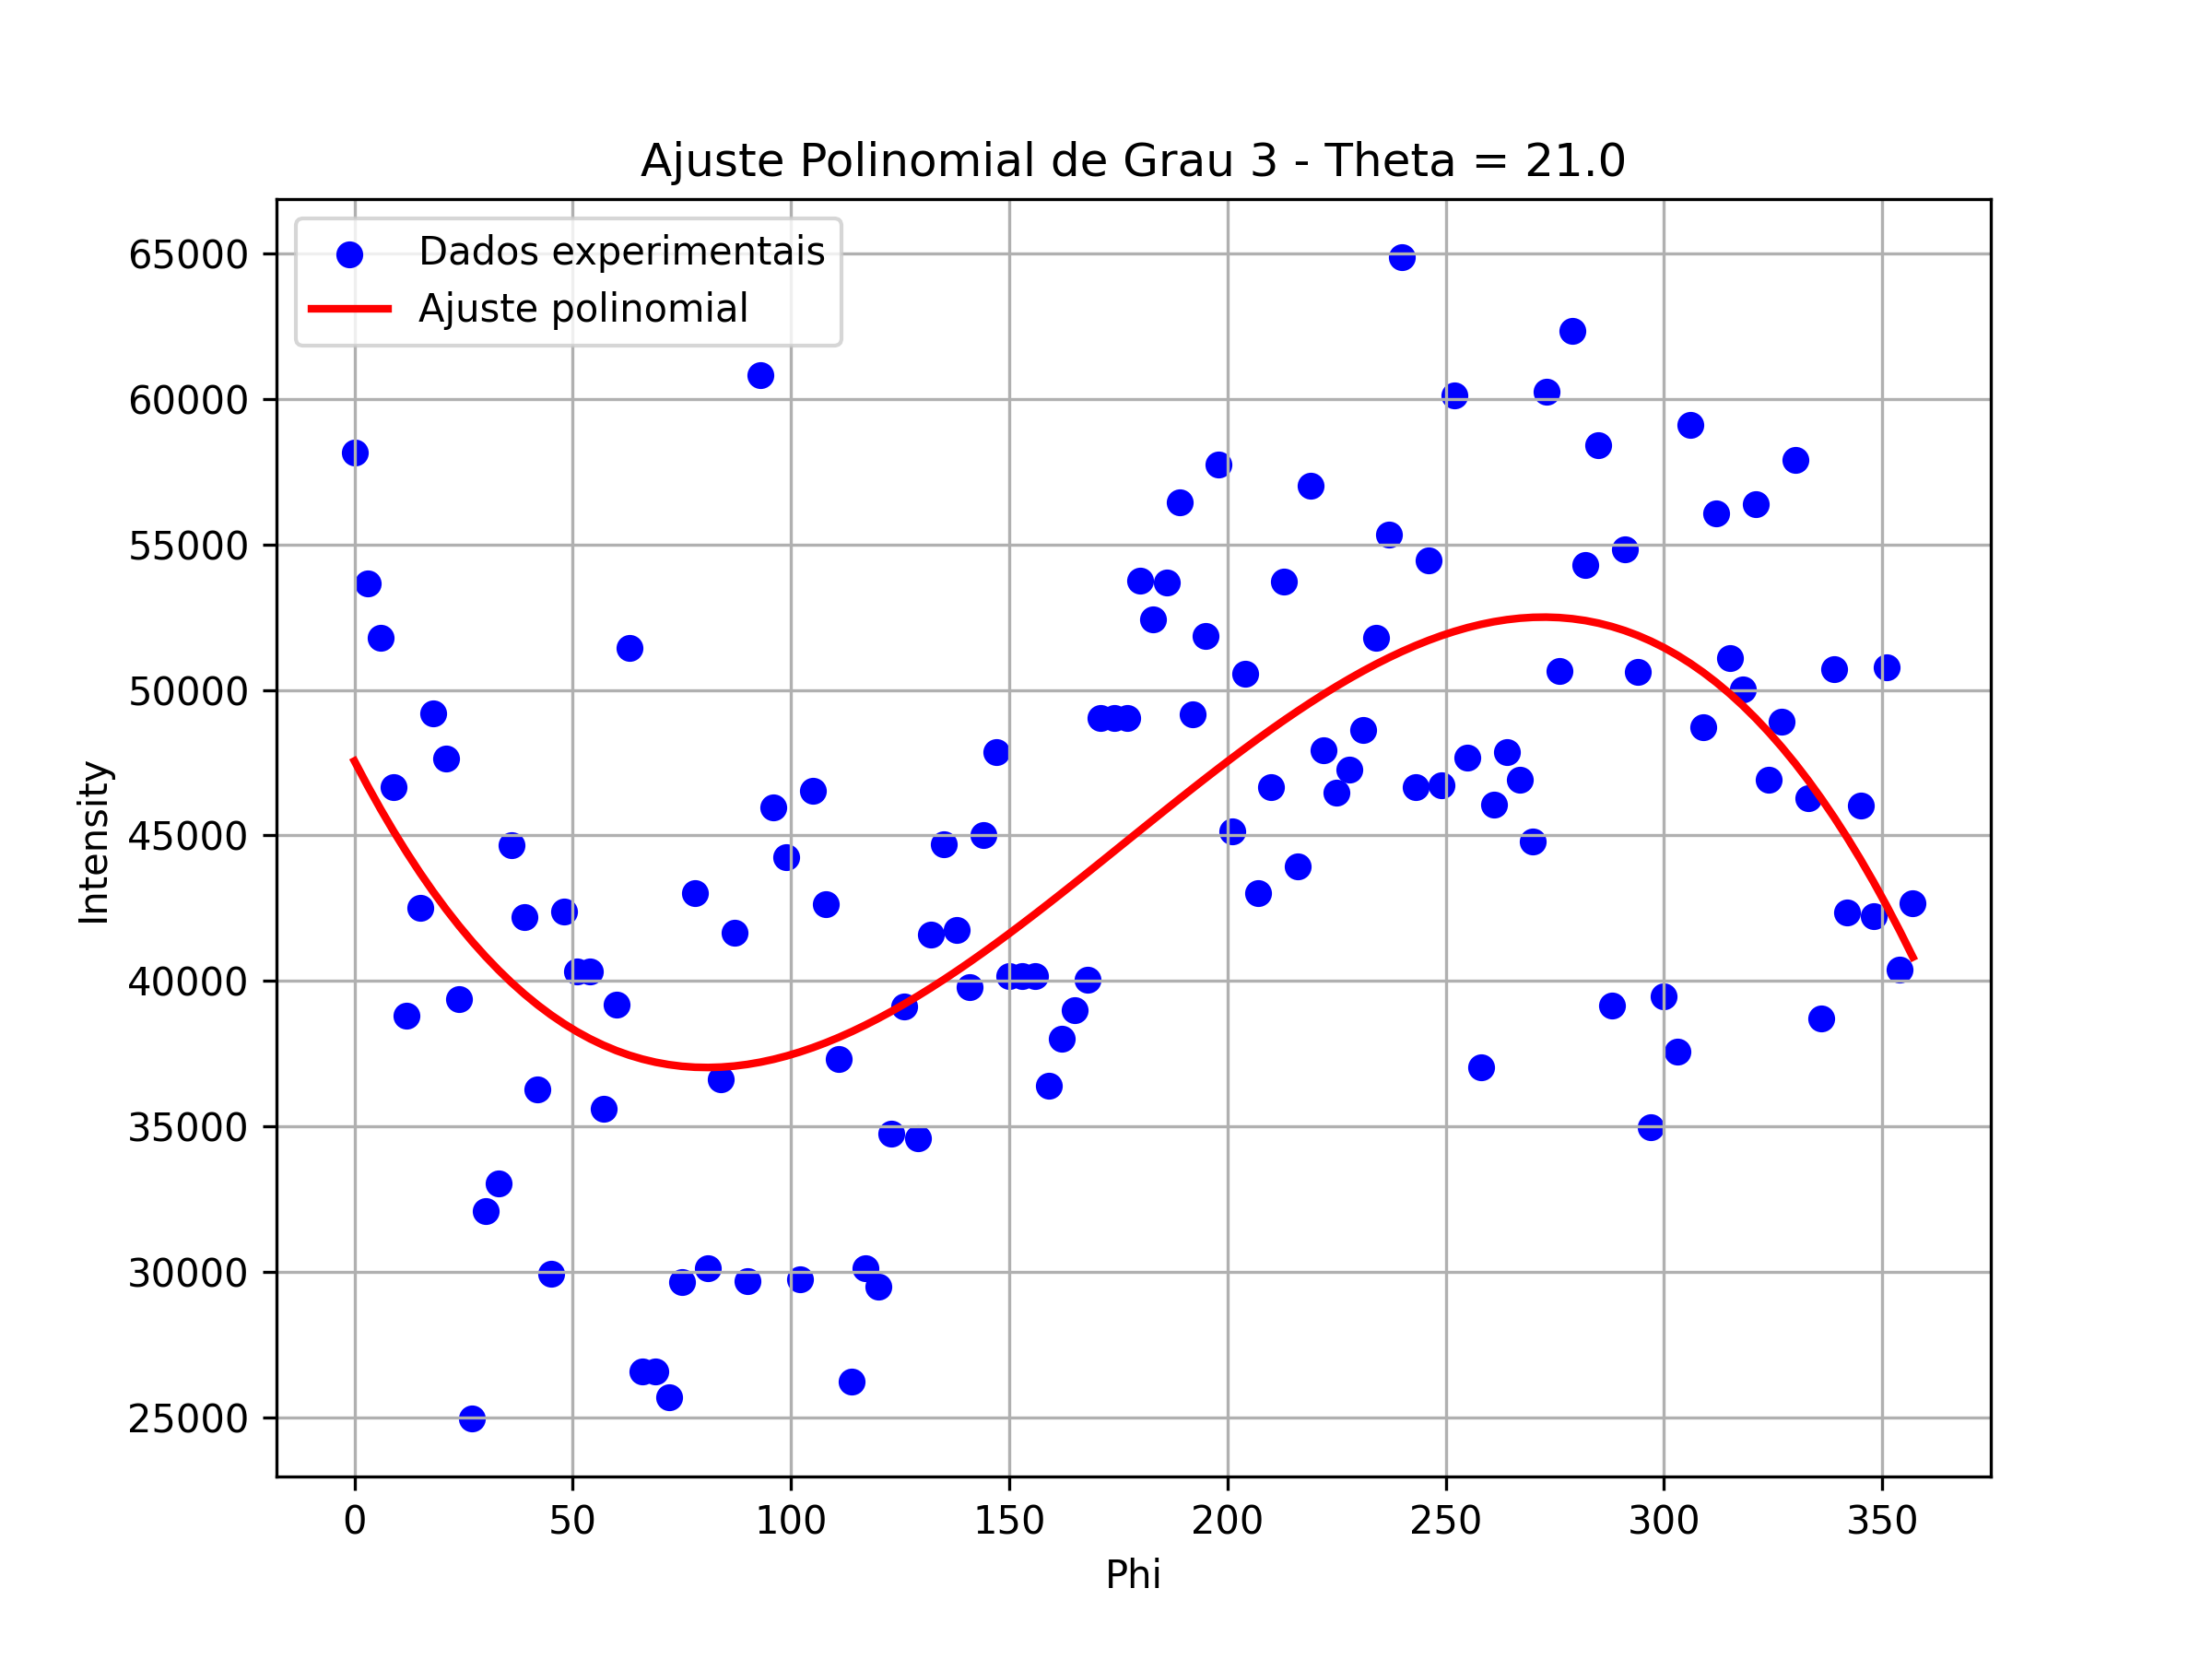 Ajuste Polinomial de Grau 3 - Theta = 21.0
Dados experimentais
Ajuste polinomial
65000
60000
55000
50000
45000
40000
35000
30000
25000
Intensity
0 50 100 150 200 250 300 350
Phi